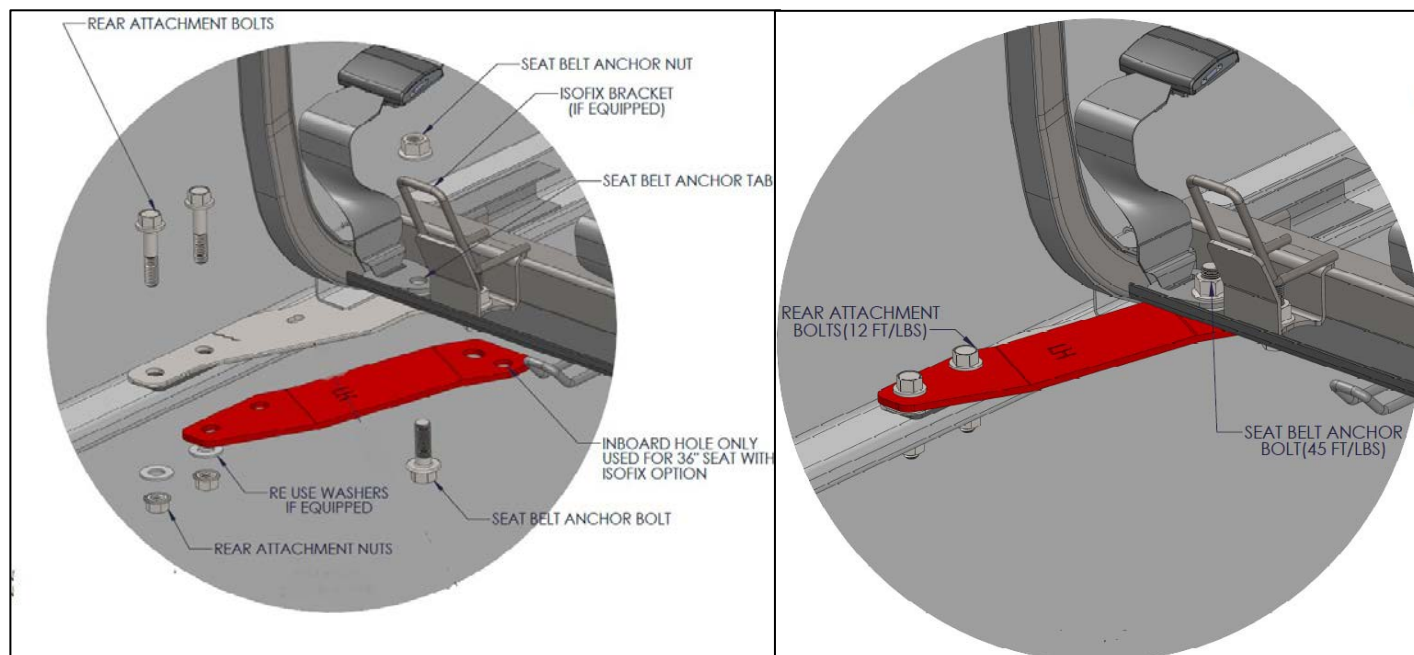 REAR ATTACHMENT BOLTS
SEAT BELT ANCHOR NUT
ISOFIX BRACKET
(IF EQUIPPED)
SEAT BELT ANCHOR TAB
LH
INBOARD HOLE ONLY
USED FOR 36" SEAT WITH
ISOFIX OPTION
RE USE WASHERS
IF EQUIPPED
SEAT BELT ANCHOR BOLT
REAR ATTACHMENT NUTS
REAR ATTACHMENT
BOLTS(12 FT/LBS)
LH
SEAT BELT ANCHOR
BOLT(45 FT/LBS)